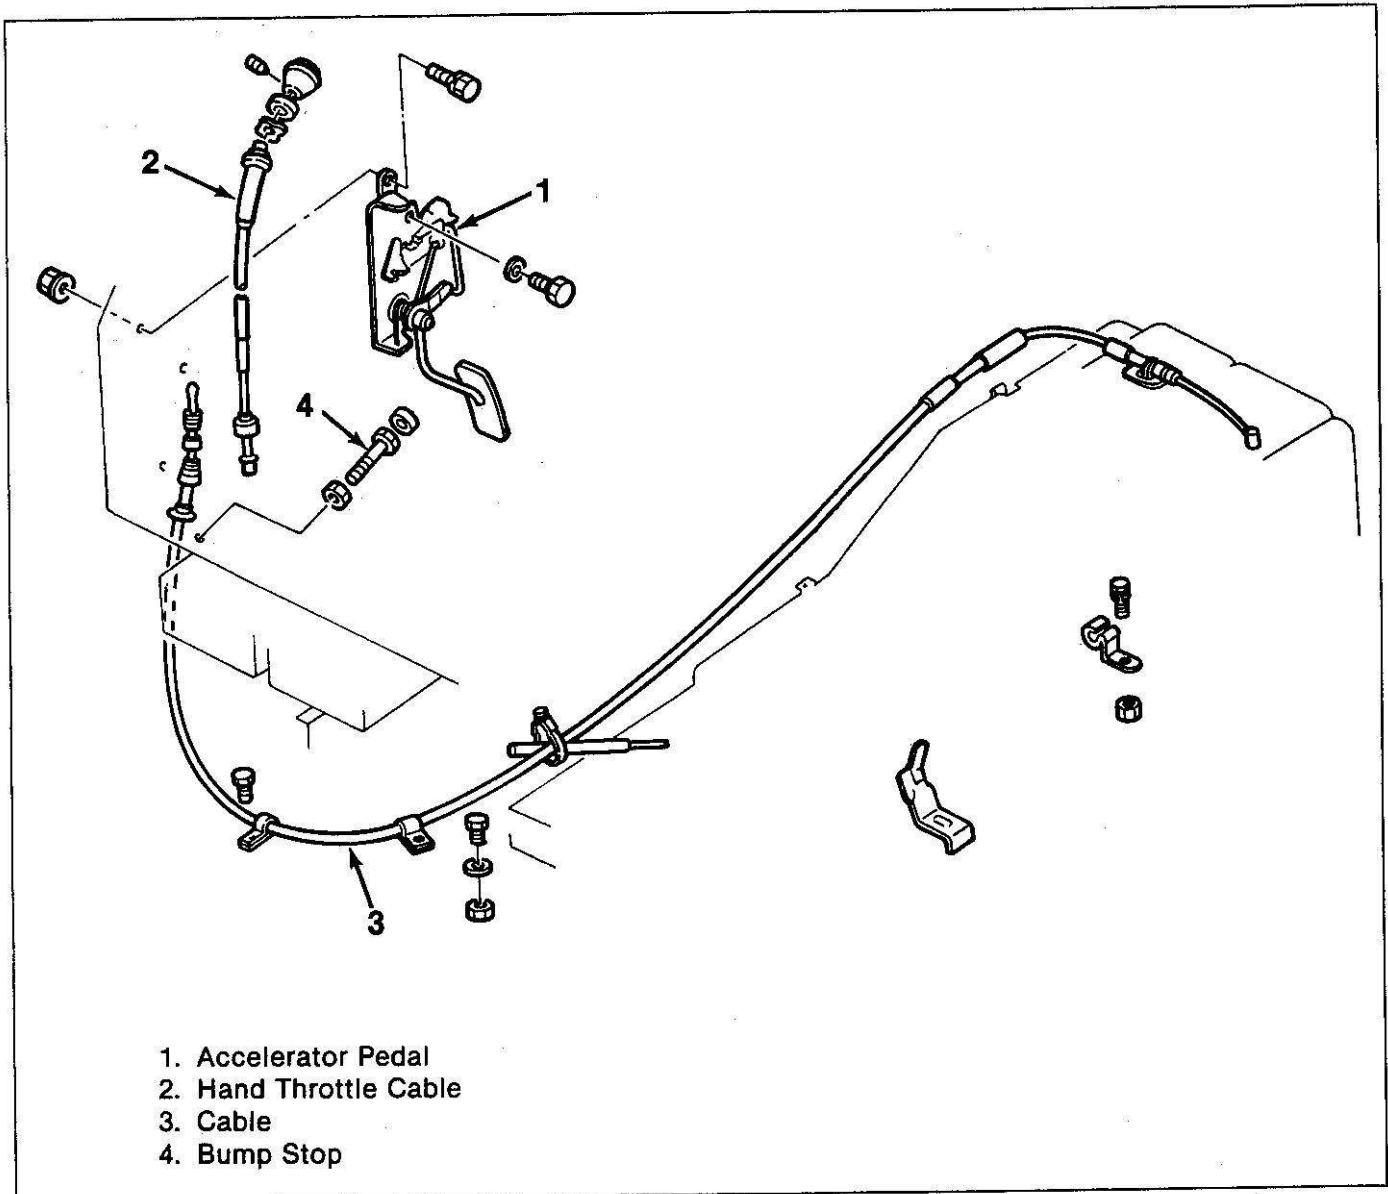 2
1
4
3
1. Accelerator Pedal
2. Hand Throttle Cable
3. Cable
4. Bump Stop